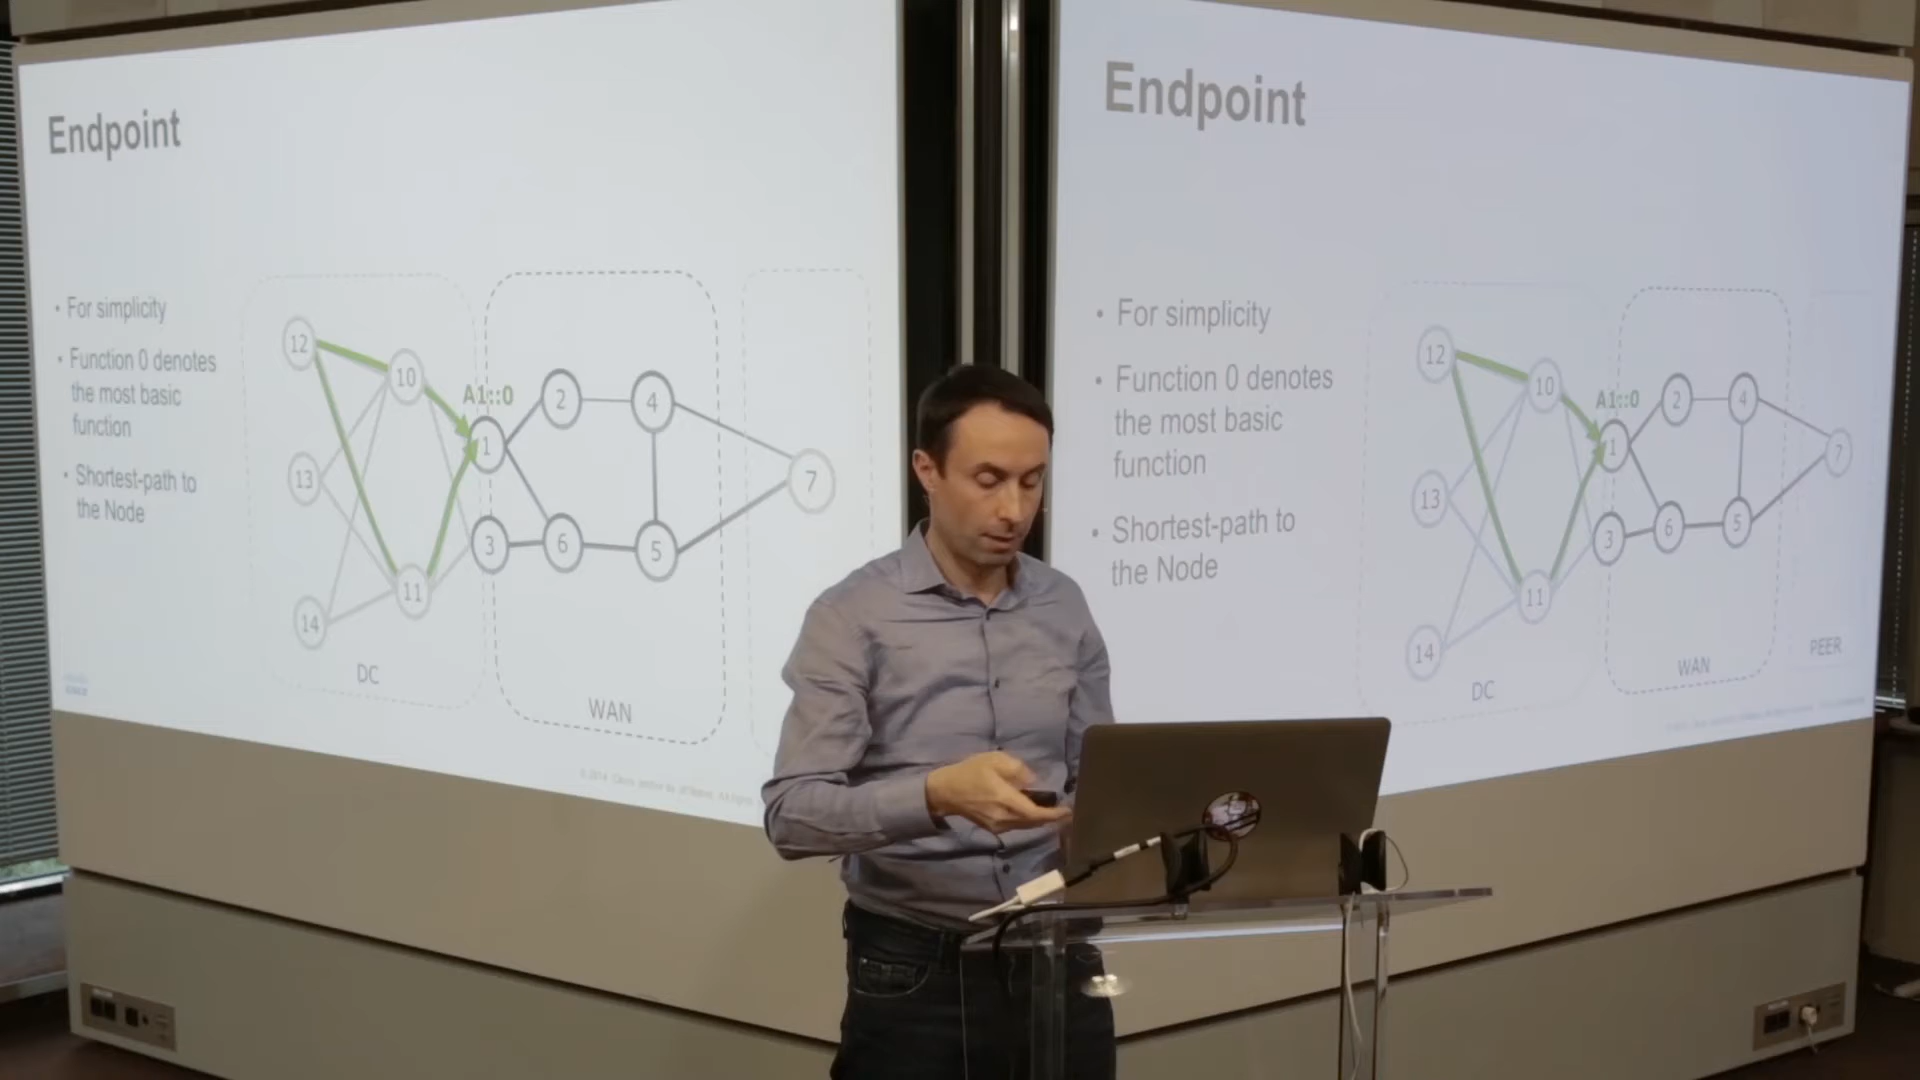 Endpoint
• For simplicity
• Function 0 denotes
the most basic
function
• Shortest-path to
the Node
12
10
A1::0
2
4
1
7
13
3
6
5
11
14
DC
WAN
Endpoint
• For simplicity
• Function 0 denotes
the most basic
function
• Shortest-path to
the Node
12
10
A1::0
2
4
1
7
13
3
6
5
11
14
DC
WAN
PEER